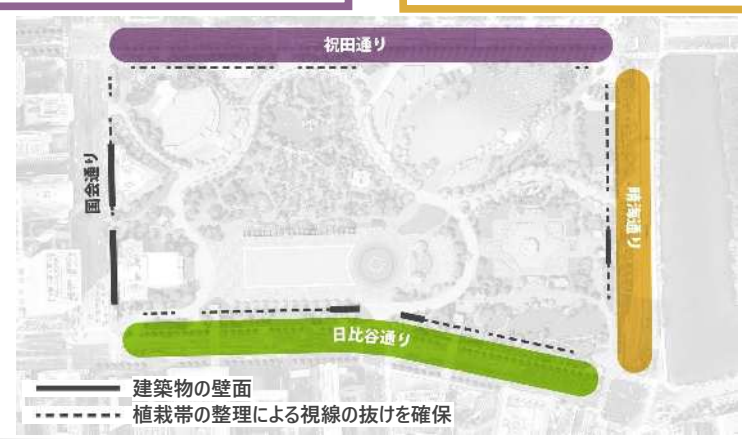 祝田通り
国会通り
晴海通り
日比谷通り
建築物の壁面
植栽帯の整理による視線の抜けを確保